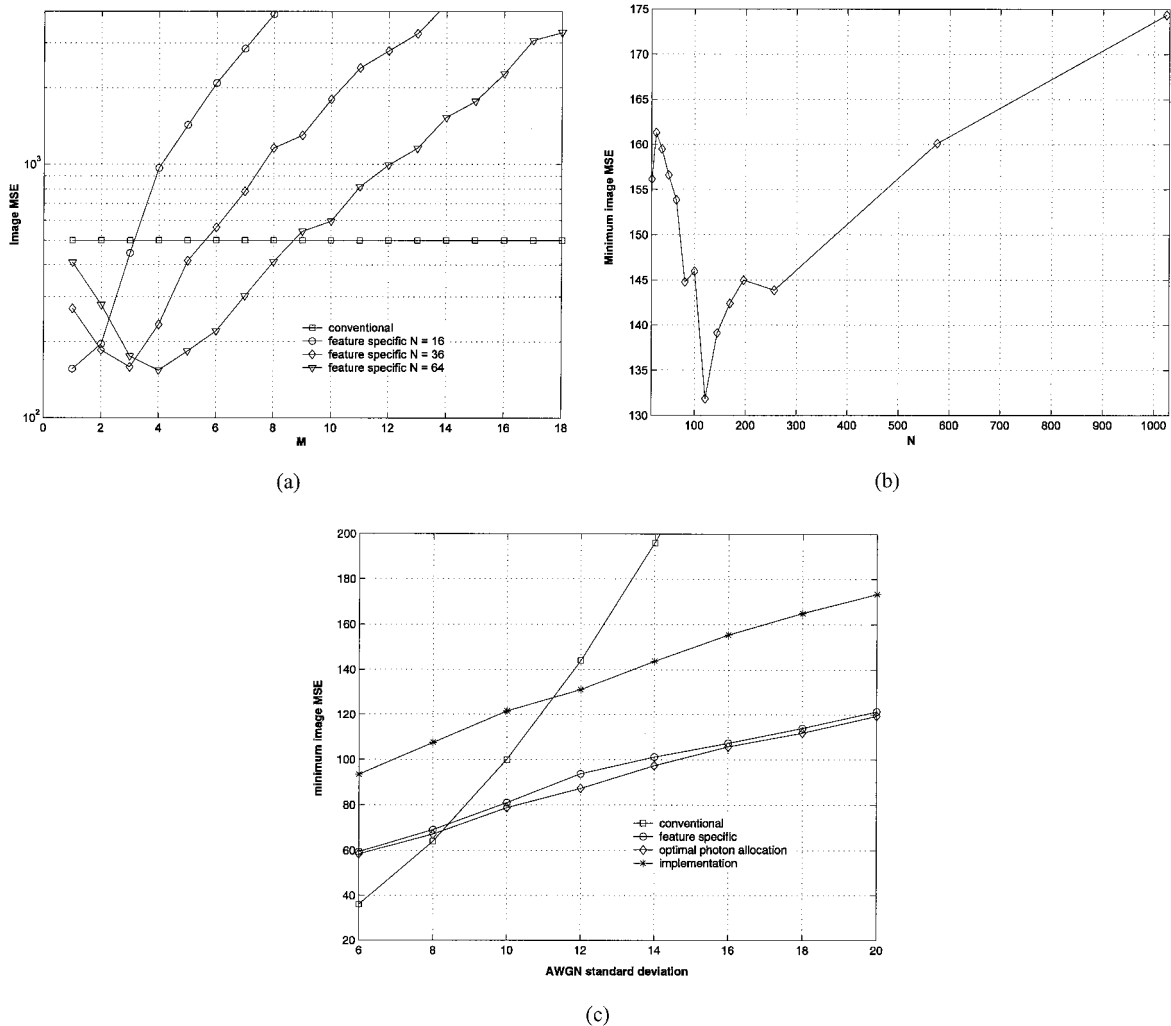 10^3
10^2
Image MSE
0 2 4 6 8 10 12 14 16 18
M
conventional
feature specific N = 16
feature specific N = 36
feature specific N = 64
(a)
175
170
165
160
155
150
145
140
135
130
Minimum image MSE
100 200 300 400 500 600 700 800 900 1000
N
(b)
200
180
160
140
120
100
80
60
40
20
minimum image MSE
6 8 10 12 14 16 18 20
AWGN standard deviation
conventional
feature specific
optimal photon allocation
implementation
(c)